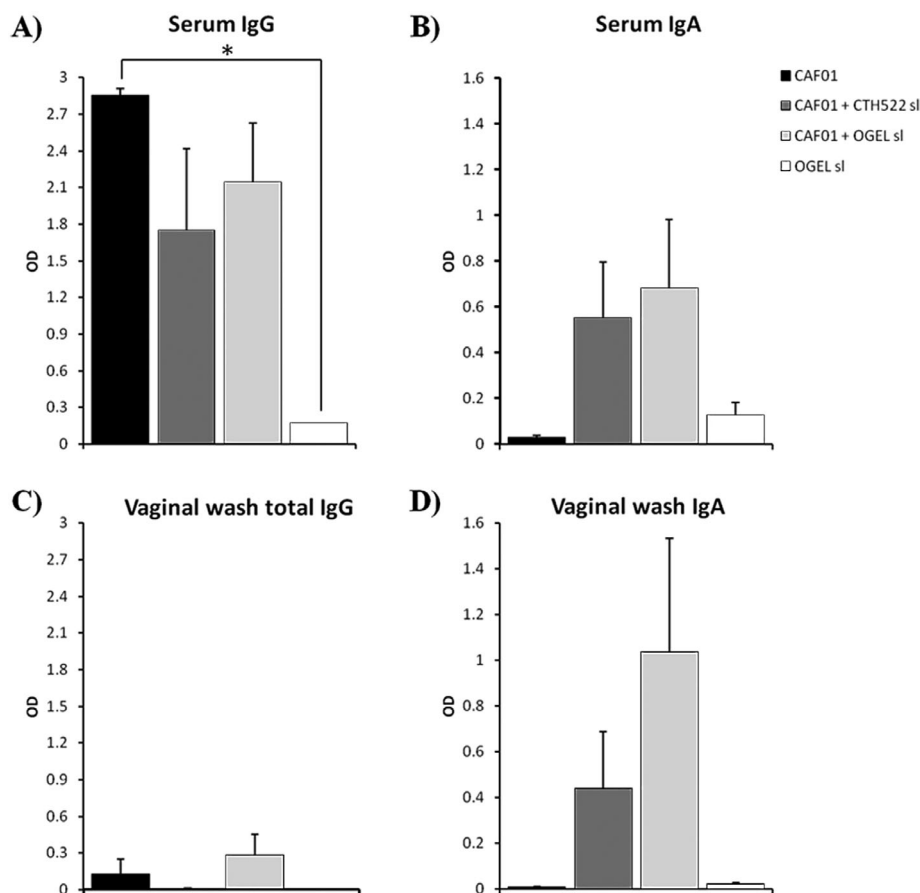 A)
Serum IgG
*
3
2.7
2.4
2.1
1.8
1.5
1.2
0.9
0.6
0.3
0
OD
B)
Serum IgA
1.6
1.4
1.2
1
0.8
0.6
0.4
0.2
0
OD
CAF01
CAF01 + CTH522 sl
CAF01 + OGEL sl
OGEL sl
C)
Vaginal wash total IgG
3
2.7
2.4
2.1
1.8
1.5
1.2
0.9
0.6
0.3
0
OD
D)
Vaginal wash IgA
1.6
1.4
1.2
1
0.8
0.6
0.4
0.2
0
OD